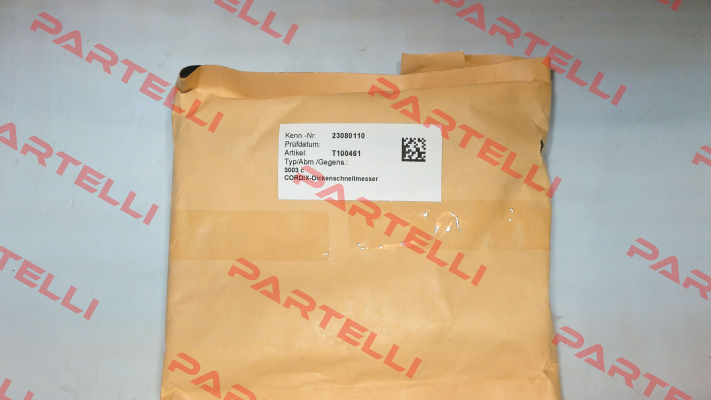 PARTELLI
PARTELLI
PARTELLI
PARTELLI
Kenn.-Nr: 23080110
Prüfdatum:
Artikel: T100461
Typ/Abm./Gegens.:
3003 c
CORDIX-Dickenschnellmesser
PARTELLI
PARTELLI
PARTELLI
PARTELLI
PARTELLI
PARTELLI